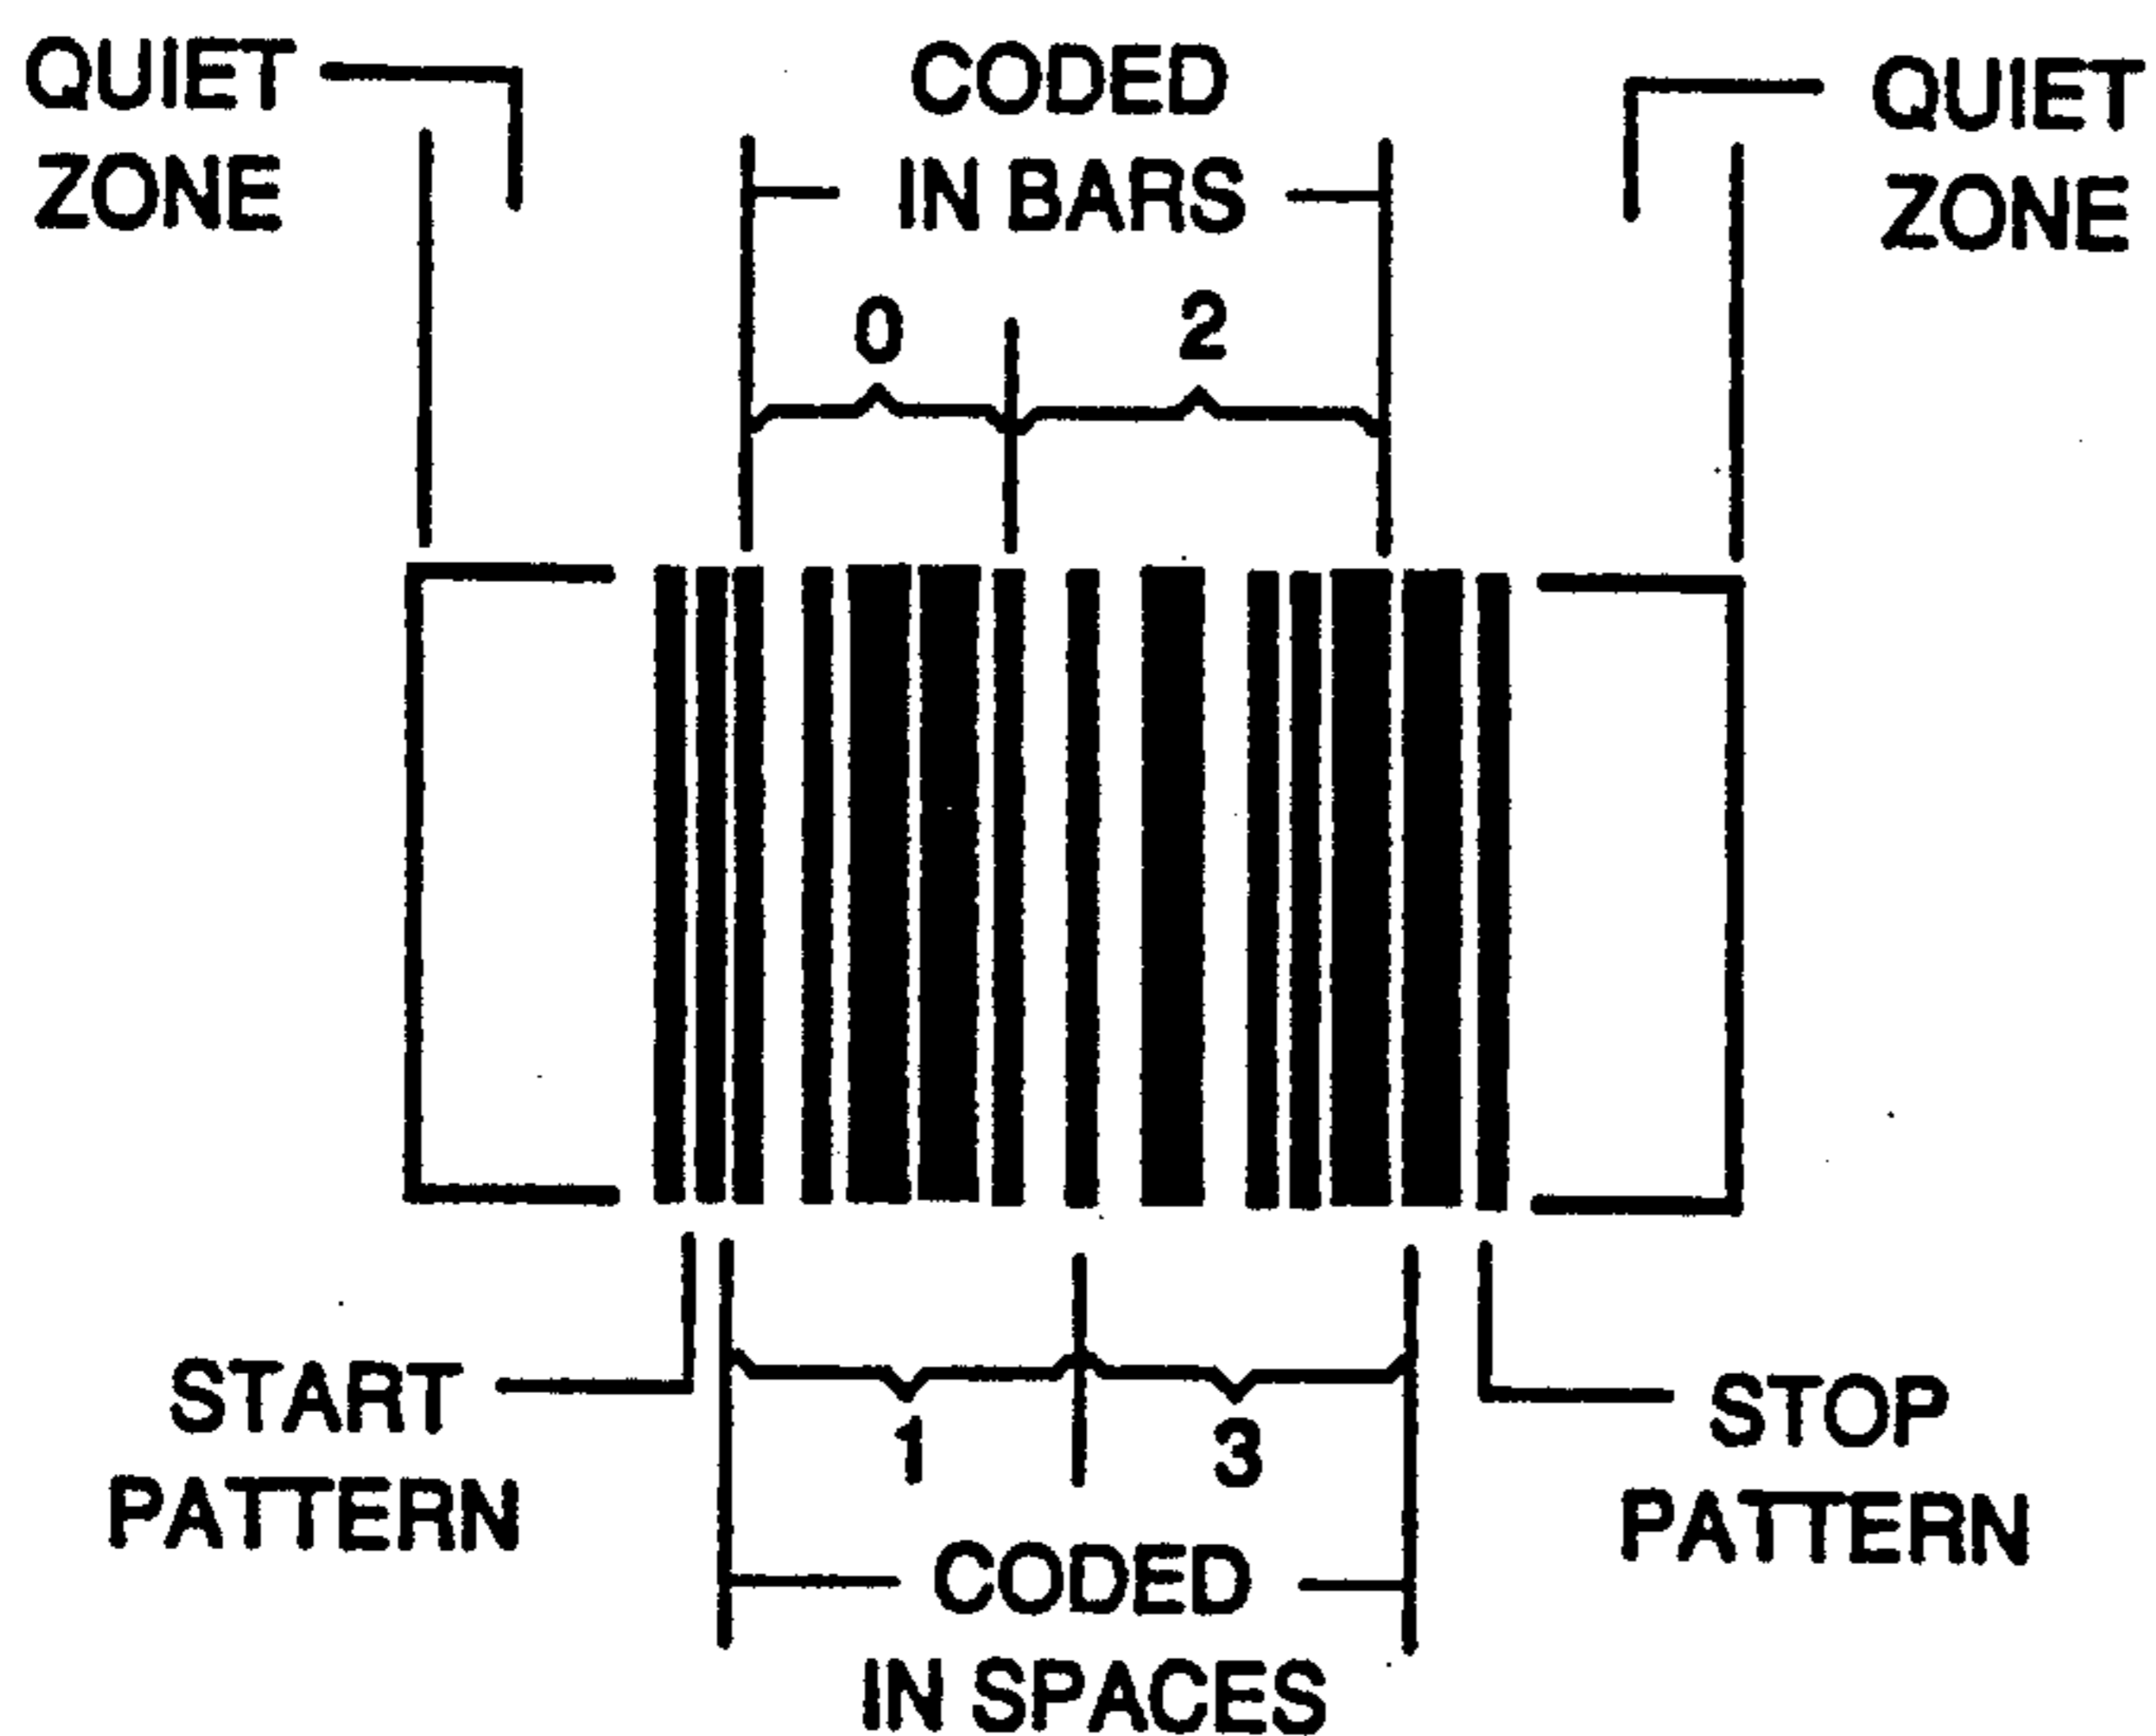 QUIET
ZONE
CODED
IN BARS
QUIET
ZONE
0
2
START
PATTERN
1
3
STOP
PATTERN
CODED
IN SPACES